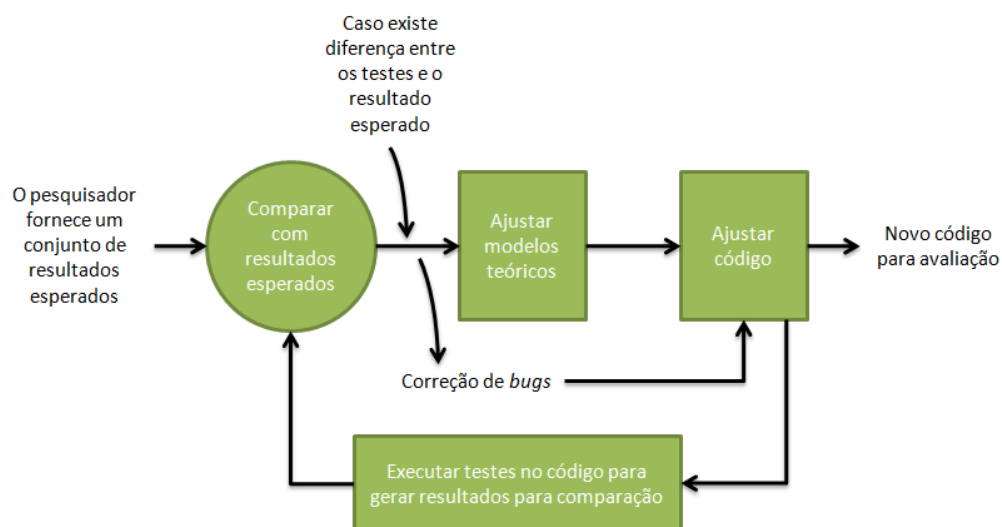 Caso existe
diferença entre
os testes e o
resultado
esperado
O pesquisador
fornece um
conjunto de
resultados
esperados
Comparar
com
resultados
esperados
Ajustar
modelos
teóricos
Ajustar
código
Novo código
para avaliação
Correção de bugs
Executar testes no código para
gerar resultados para comparação